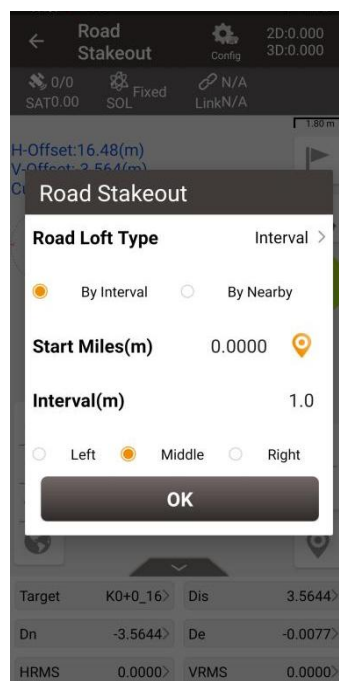 Road Stakeout
Config
2D:0.000
3D:0.000
0/0
SAT0.00
Fixed
SOL
N/A
LinkN/A
1.80 m
H-Offset:16.48(m)
V-Offset:-3.564(m)
Road Stakeout
Road Loft Type Interval >
By Interval By Nearby
Start Miles(m) 0.0000
Interval(m) 1.0
Left Middle Right
OK
Target K0+0_16> Dis 3.5644>
Dn -3.5644> De -0.0077>
HRMS 0.0000> VRMS 0.0000>